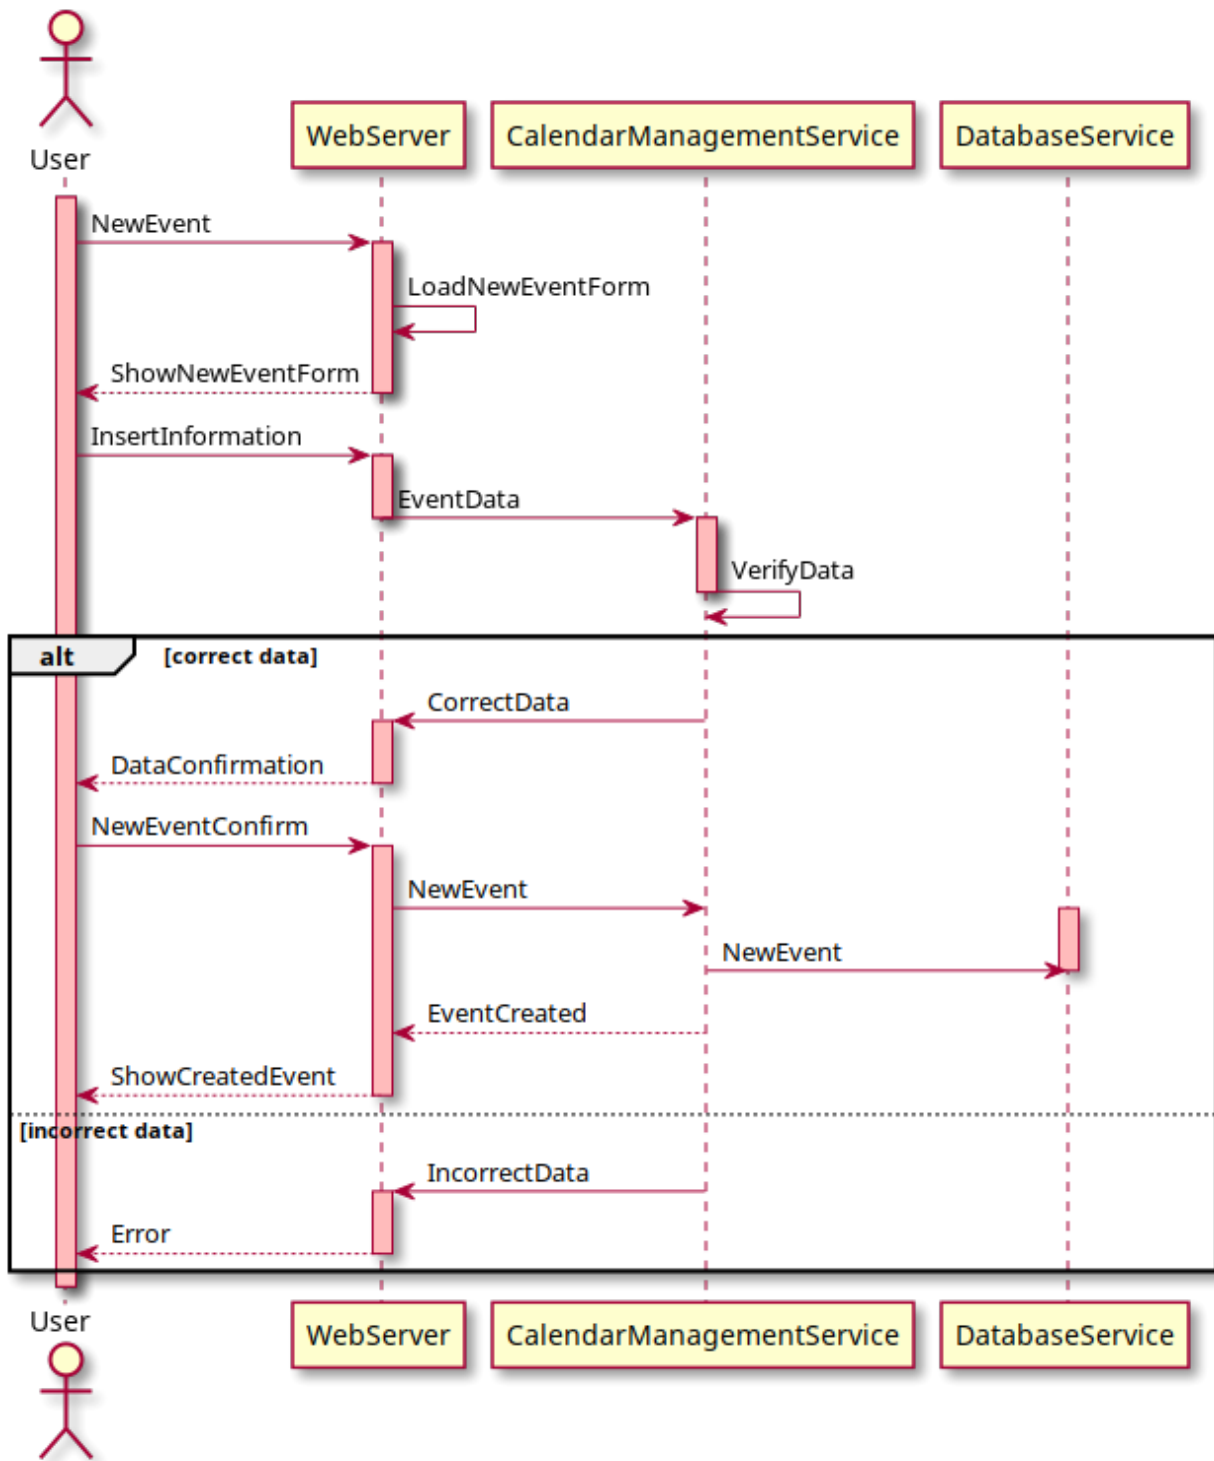 User
WebServer
CalendarManagementService
DatabaseService
NewEvent
LoadNewEventForm
ShowNewEventForm
InsertInformation
EventData
VerifyData
alt [correct data]
CorrectData
DataConfirmation
NewEventConfirm
NewEvent
NewEvent
EventCreated
ShowCreatedEvent
[incorrect data]
IncorrectData
Error
User
WebServer
CalendarManagementService
DatabaseService